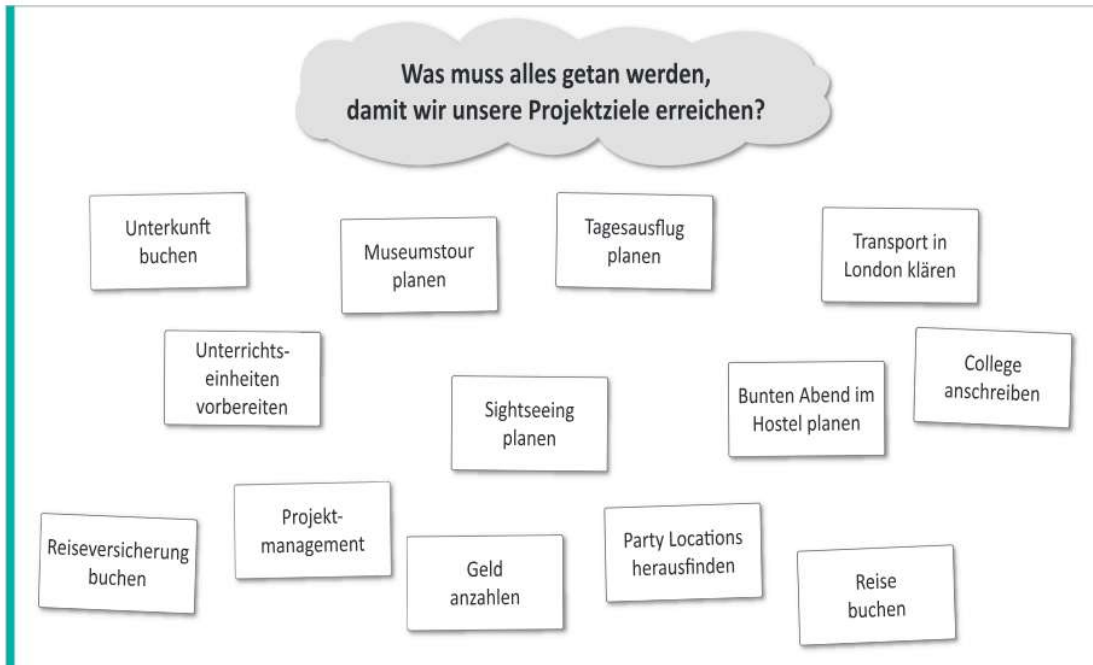 Was muss alles getan werden,
damit wir unsere Projektziele erreichen?
Unterkunft
buchen
Museumstour
planen
Tagesausflug
planen
Transport in
London klären
Unterrichts-
einheiten
vorbereiten
Sightseeing
planen
Bunten Abend im
Hostel planen
College
anschreiben
Reiseversicherung
buchen
Projekt-
management
Geld
anzahlen
Party Locations
herausfinden
Reise
buchen